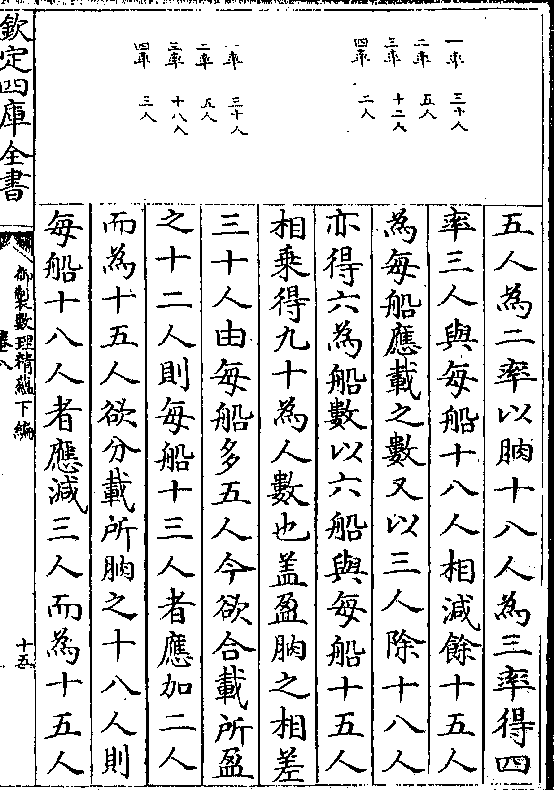 一率　三十人
二率　五人
三率　十二人
四率　二人
一率　三十人
二率　五人
三率　十八人
四率　三人
五人為二率以朒十八人為三率得四
率三人與每船十八人相減餘十五人
為每船應載之數又以三人除十八人
亦得六為船數以六船與每船十五人
相乗得九十為人數也蓋盈朒之相差
三十人由每船多五人今欲合載所盈
之十二人則每船十三人者應加二人
而為十五人欲分載所朒之十八人則
每船十八人者應減三人而為十五人
欽定四庫全書
御製數理精藴下編
卷八
十五